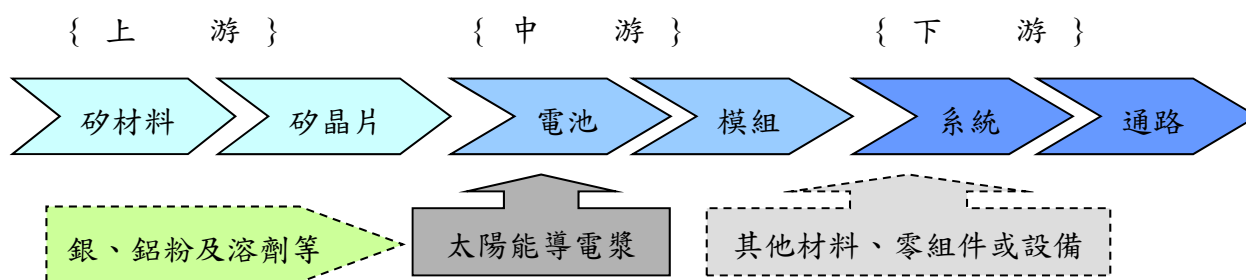 { 上 游 } { 中 游 } { 下 游 }
矽材料 矽晶片 電池 模組 系統 通路
銀、鋁粉及溶劑等 太陽能導電漿 其他材料、零組件或設備